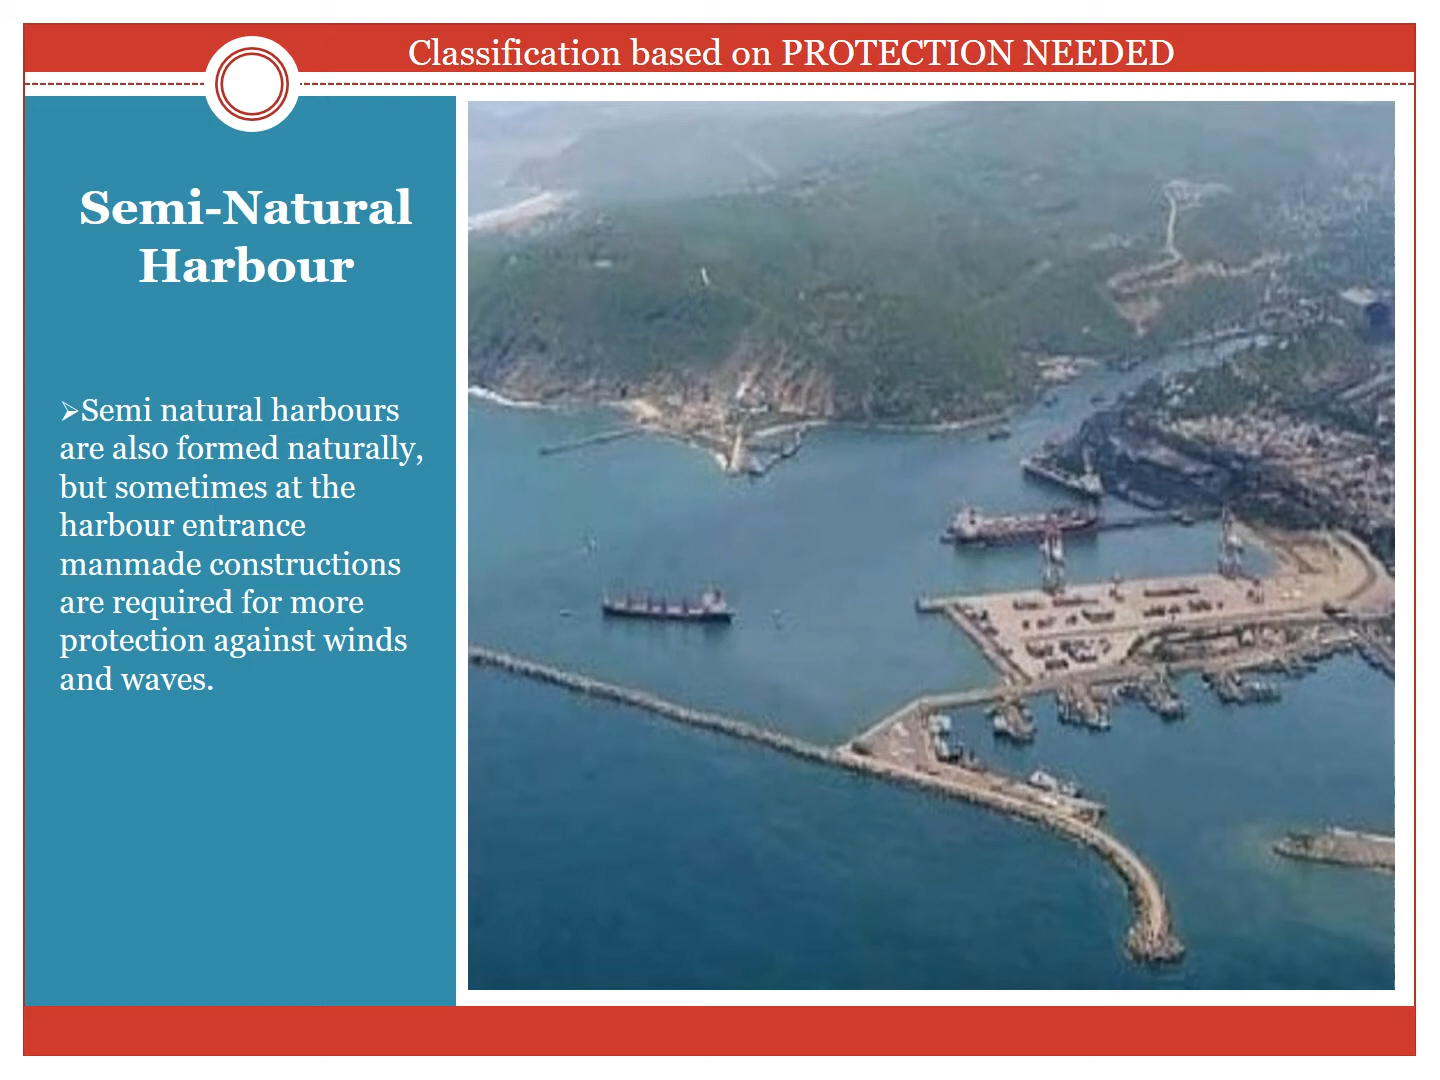 Classification based on PROTECTION NEEDED
Semi-Natural
Harbour
➢Semi natural harbours
are also formed naturally,
but sometimes at the
harbour entrance
manmade constructions
are required for more
protection against winds
and waves.